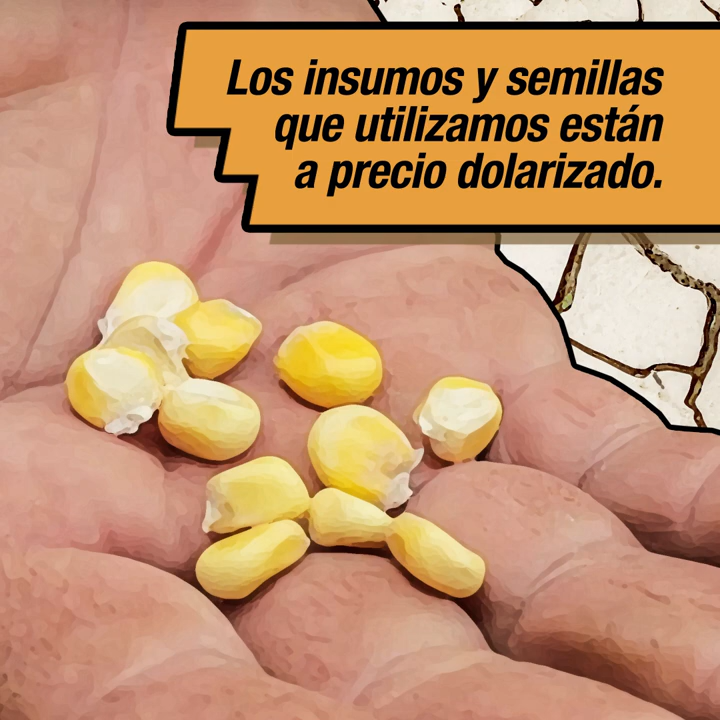 Los insumos y semillas
que utilizamos están
a precio dolarizado.